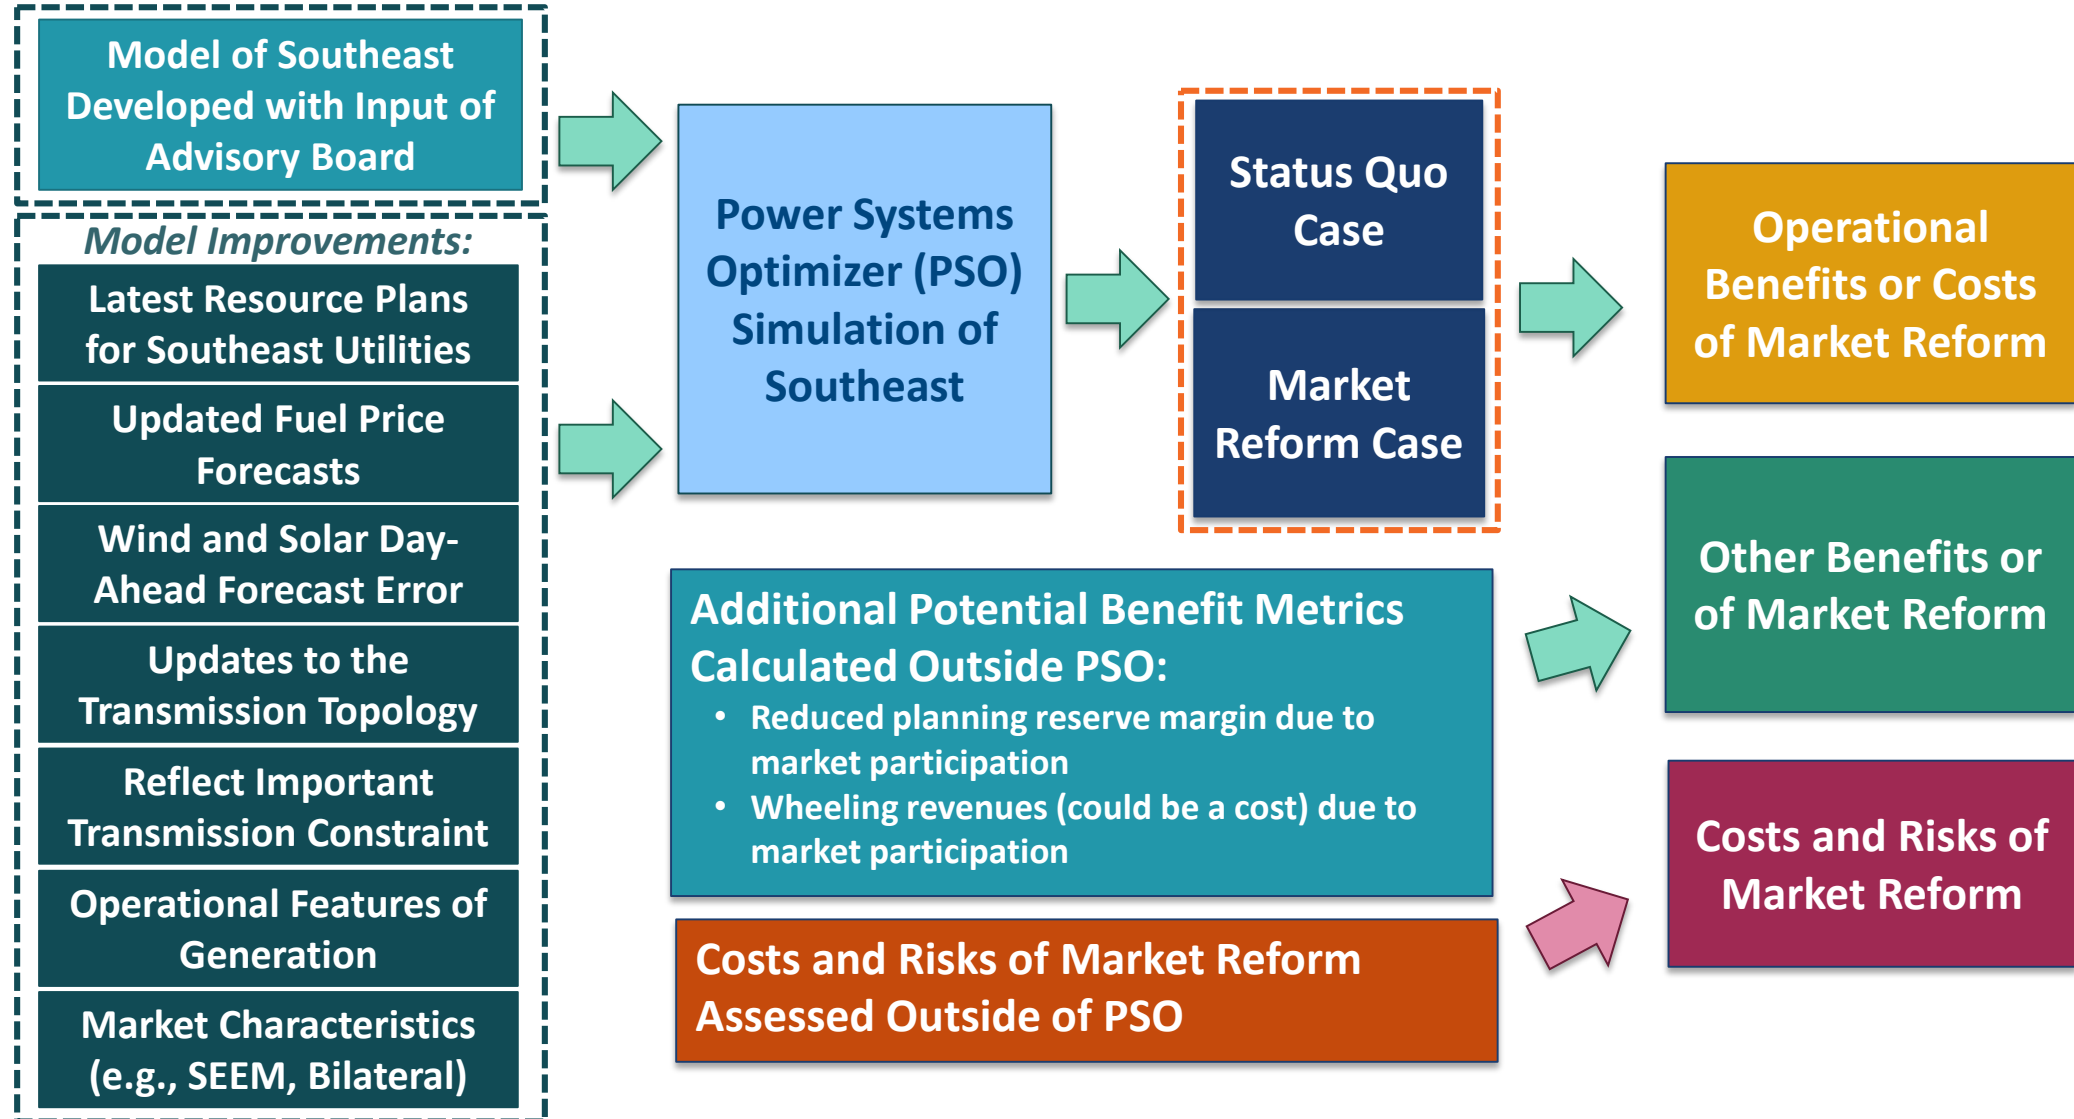 Model of Southeast
Developed with Input of
Advisory Board
Model Improvements:
Latest Resource Plans
for Southeast Utilities
Updated Fuel Price
Forecasts
Wind and Solar Day-
Ahead Forecast Error
Updates to the
Transmission Topology
Reflect Important
Transmission Constraint
Operational Features of
Generation
Market Characteristics
(e.g., SEEM, Bilateral)
Power Systems
Optimizer (PSO)
Simulation of
Southeast
Status Quo
Case
Market
Reform Case
Operational
Benefits or Costs
of Market Reform
Additional Potential Benefit Metrics
Calculated Outside PSO:
• Reduced planning reserve margin due to
market participation
• Wheeling revenues (could be a cost) due to
market participation
Other Benefits or
of Market Reform
Costs and Risks of Market Reform
Assessed Outside of PSO
Costs and Risks of
Market Reform